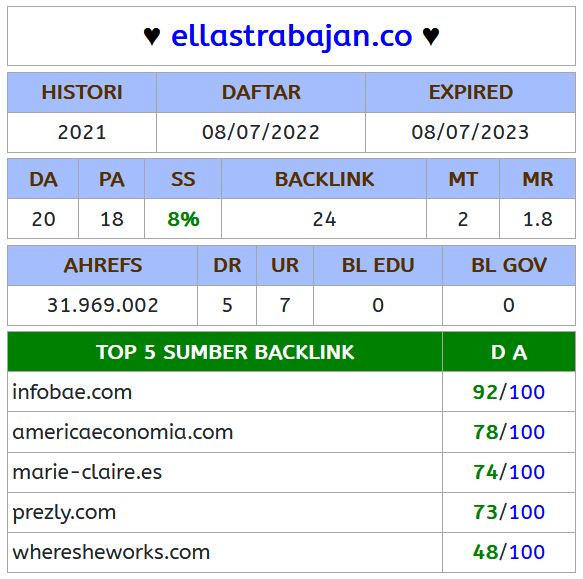 ♥ ellastrabajan.co ♥
HISTORI DAFTAR EXPIRED
2021 08/07/2022 08/07/2023
DA PA SS BACKLINK MT MR
20 18 8% 24 2 1.8
AHREFS DR UR BL EDU BL GOV
31.969.002 5 7 0 0
TOP 5 SUMBER BACKLINK D A
infobae.com 92/100
americaeconomia.com 78/100
marie-claire.es 74/100
prezly.com 73/100
wheresheworks.com 48/100